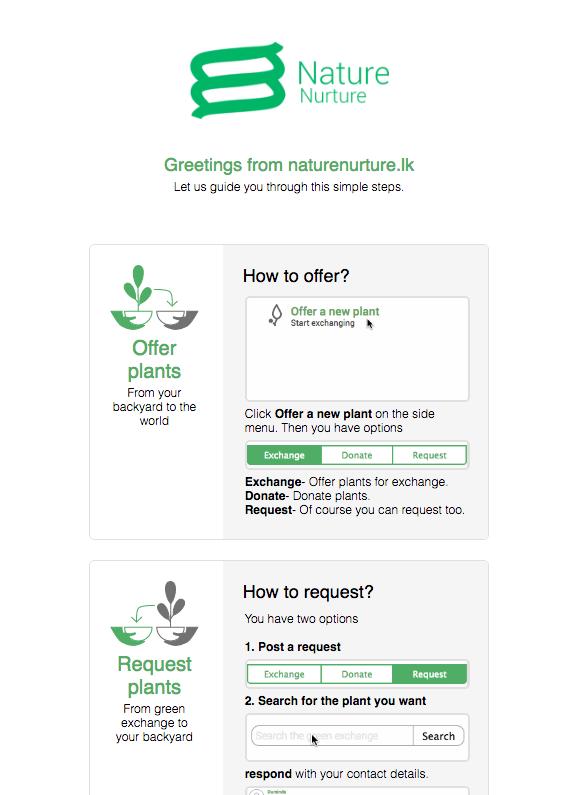 Nature
Nurture
Greetings from naturenurture.lk
Let us guide you through this simple steps.
Offer
plants
From your
backyard to the
world
How to offer?
Offer a new plant
Start exchanging
Click Offer a new plant on the side
menu. Then you have options
Exchange Donate Request
Exchange- Offer plants for exchange.
Donate- Donate plants.
Request- Of course you can request too.
Request
plants
From green
exchange to
your backyard
How to request?
You have two options
1. Post a request
Exchange Donate Request
2. Search for the plant you want
Search the green exchange Search
respond with your contact details.